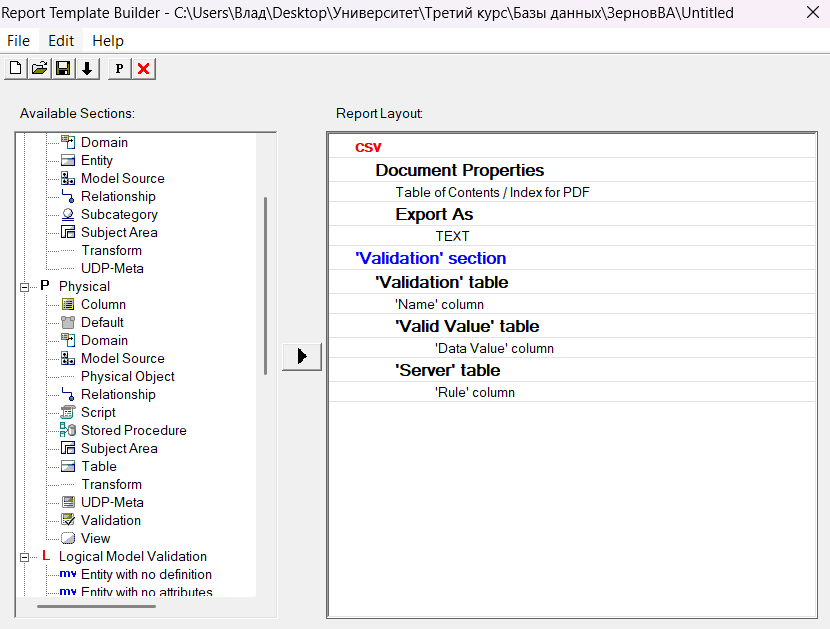 Report Template Builder - C:\Users\Влад\Desktop\Университет\Третий курс\Базы данных\ЗерновВА\Untitled
File Edit Help
P
Available Sections:
Domain
Entity
Model Source
Relationship
Subcategory
Subject Area
Transform
UDP-Meta
P Physical
Column
Default
Domain
Model Source
Physical Object
Relationship
Script
Stored Procedure
Subject Area
Table
Transform
UDP-Meta
Validation
View
L Logical Model Validation
my Entity with no definition
my Entity with no attributes
Report Layout:
csv
Document Properties
Table of Contents / Index for PDF
Export As
TEXT
'Validation' section
'Validation' table
'Name' column
'Valid Value' table
'Data Value' column
'Server' table
'Rule' column